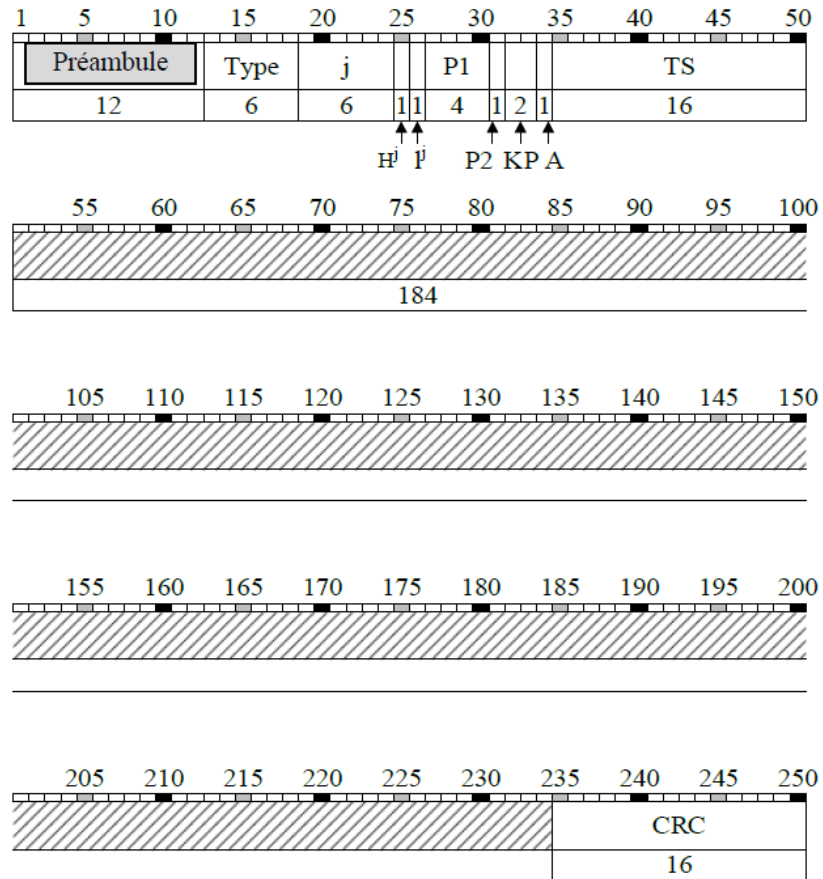 1 5 10 15 20 25 30 35 40 45 50
Préambule Type j P1 TS
12 6 6 1 1 4 1 2 1 16
Hʲ Iʲ P2 KP A
55 60 65 70 75 80 85 90 95 100
184
105 110 115 120 125 130 135 140 145 150
155 160 165 170 175 180 185 190 195 200
205 210 215 220 225 230 235 240 245 250
CRC
16